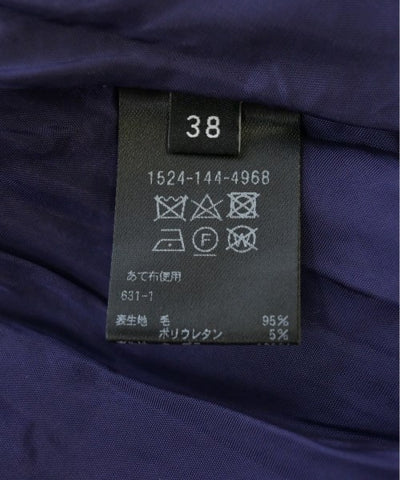 38
1524-144-4968
F
W
あて布使用
631-1
表生地 毛 95%
ポリウレタン 5%